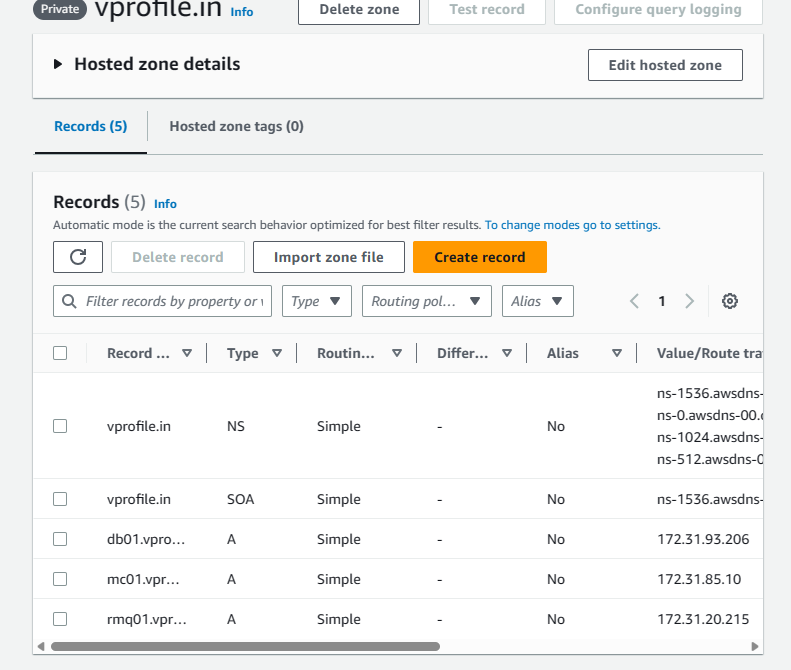 Private vprofile.in Info Delete zone Test record Configure query logging
Hosted zone details Edit hosted zone
Records (5) Hosted zone tags (0)
Records (5) Info
Automatic mode is the current search behavior optimized for best filter results. To change modes go to settings.
Delete record Import zone file Create record
Filter records by property or Type Routing pol... Alias 1
Record ... Type Routin... Differ... Alias Value/Route tra
vprofile.in NS Simple - No
ns-1536.awsdns-
ns-0.awsdns-00.
ns-1024.awsdns-
ns-512.awsdns-0
vprofile.in SOA Simple - No ns-1536.awsdns-
db01.vpro... A Simple - No 172.31.93.206
mc01.vpr... A Simple - No 172.31.85.10
rmq01.vpr... A Simple - No 172.31.20.215